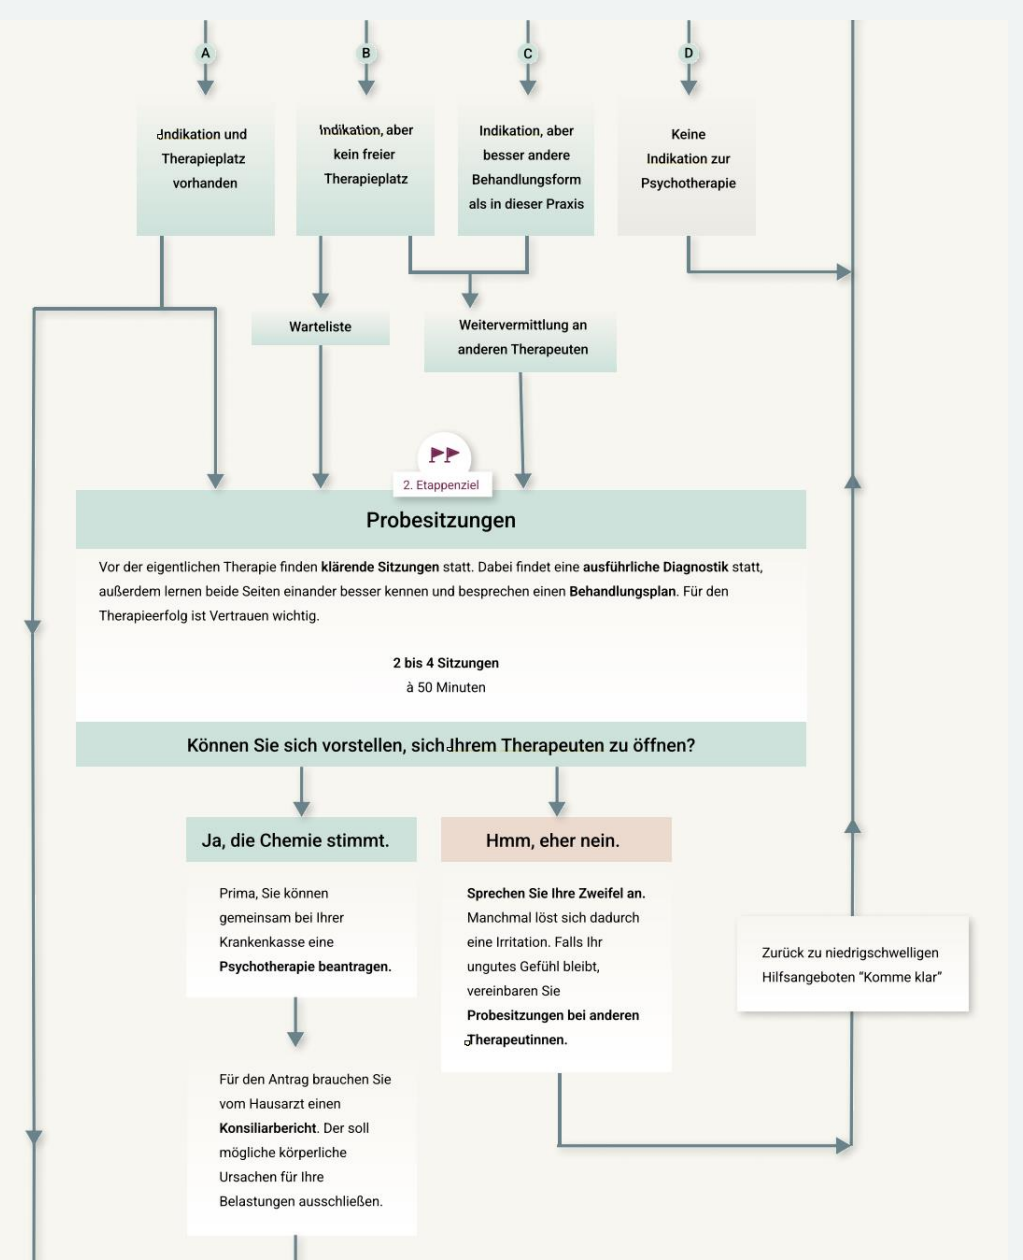 A
B
C
D
Indikation und
Therapieplatz
vorhanden
Indikation, aber
kein freier
Therapieplatz
Indikation, aber
besser andere
Behandlungsform
als in dieser Praxis
Keine
Indikation zur
Psychotherapie
Warteliste
Weitervermittlung an
anderen Therapeuten
2. Etappenziel
Probesitzungen
Vor der eigentlichen Therapie finden klärende Sitzungen statt. Dabei findet eine ausführliche Diagnostik statt,
außerdem lernen beide Seiten einander besser kennen und besprechen einen Behandlungsplan. Für den
Therapieerfolg ist Vertrauen wichtig.
2 bis 4 Sitzungen
à 50 Minuten
Können Sie sich vorstellen, sich Ihrem Therapeuten zu öffnen?
Ja, die Chemie stimmt.
Prima, Sie können
gemeinsam bei Ihrer
Krankenkasse eine
Psychotherapie beantragen.
Für den Antrag brauchen Sie
vom Hausarzt einen
Konsiliarbericht. Der soll
mögliche körperliche
Ursachen für Ihre
Belastungen ausschließen.
Hmm, eher nein.
Sprechen Sie Ihre Zweifel an.
Manchmal löst sich dadurch
eine Irritation. Falls Ihr
ungutes Gefühl bleibt,
vereinbaren Sie
Probesitzungen bei anderen
Therapeutinnen.
Zurück zu niedrigschwelligen
Hilfsangeboten “Komme klar”